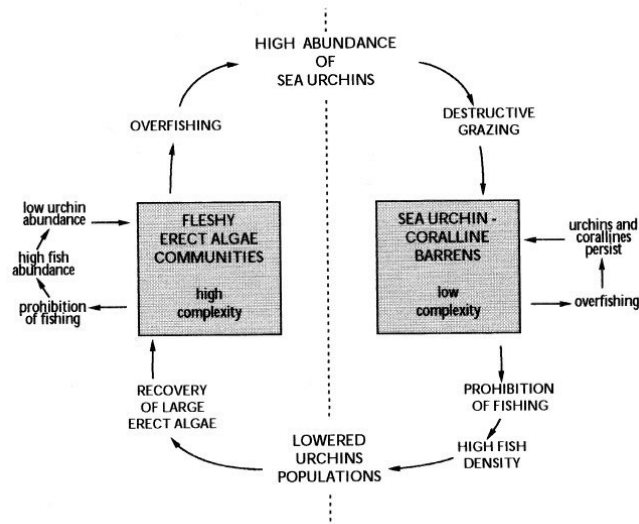 HIGH ABUNDANCE
OF
SEA URCHINS
OVERFISHING
DESTRUCTIVE
GRAZING
low urchin
abundance
high fish
abundance
prohibition
of fishing
FLESHY
ERECT ALGAE
COMMUNITIES
high
complexity
SEA URCHIN -
CORALLINE
BARRENS
low
complexity
urchins and
corallines
persist
overfishing
RECOVERY
OF LARGE
ERECT ALGAE
PROHIBITION
OF FISHING
HIGH FISH
DENSITY
LOWERED
URCHINS
POPULATIONS